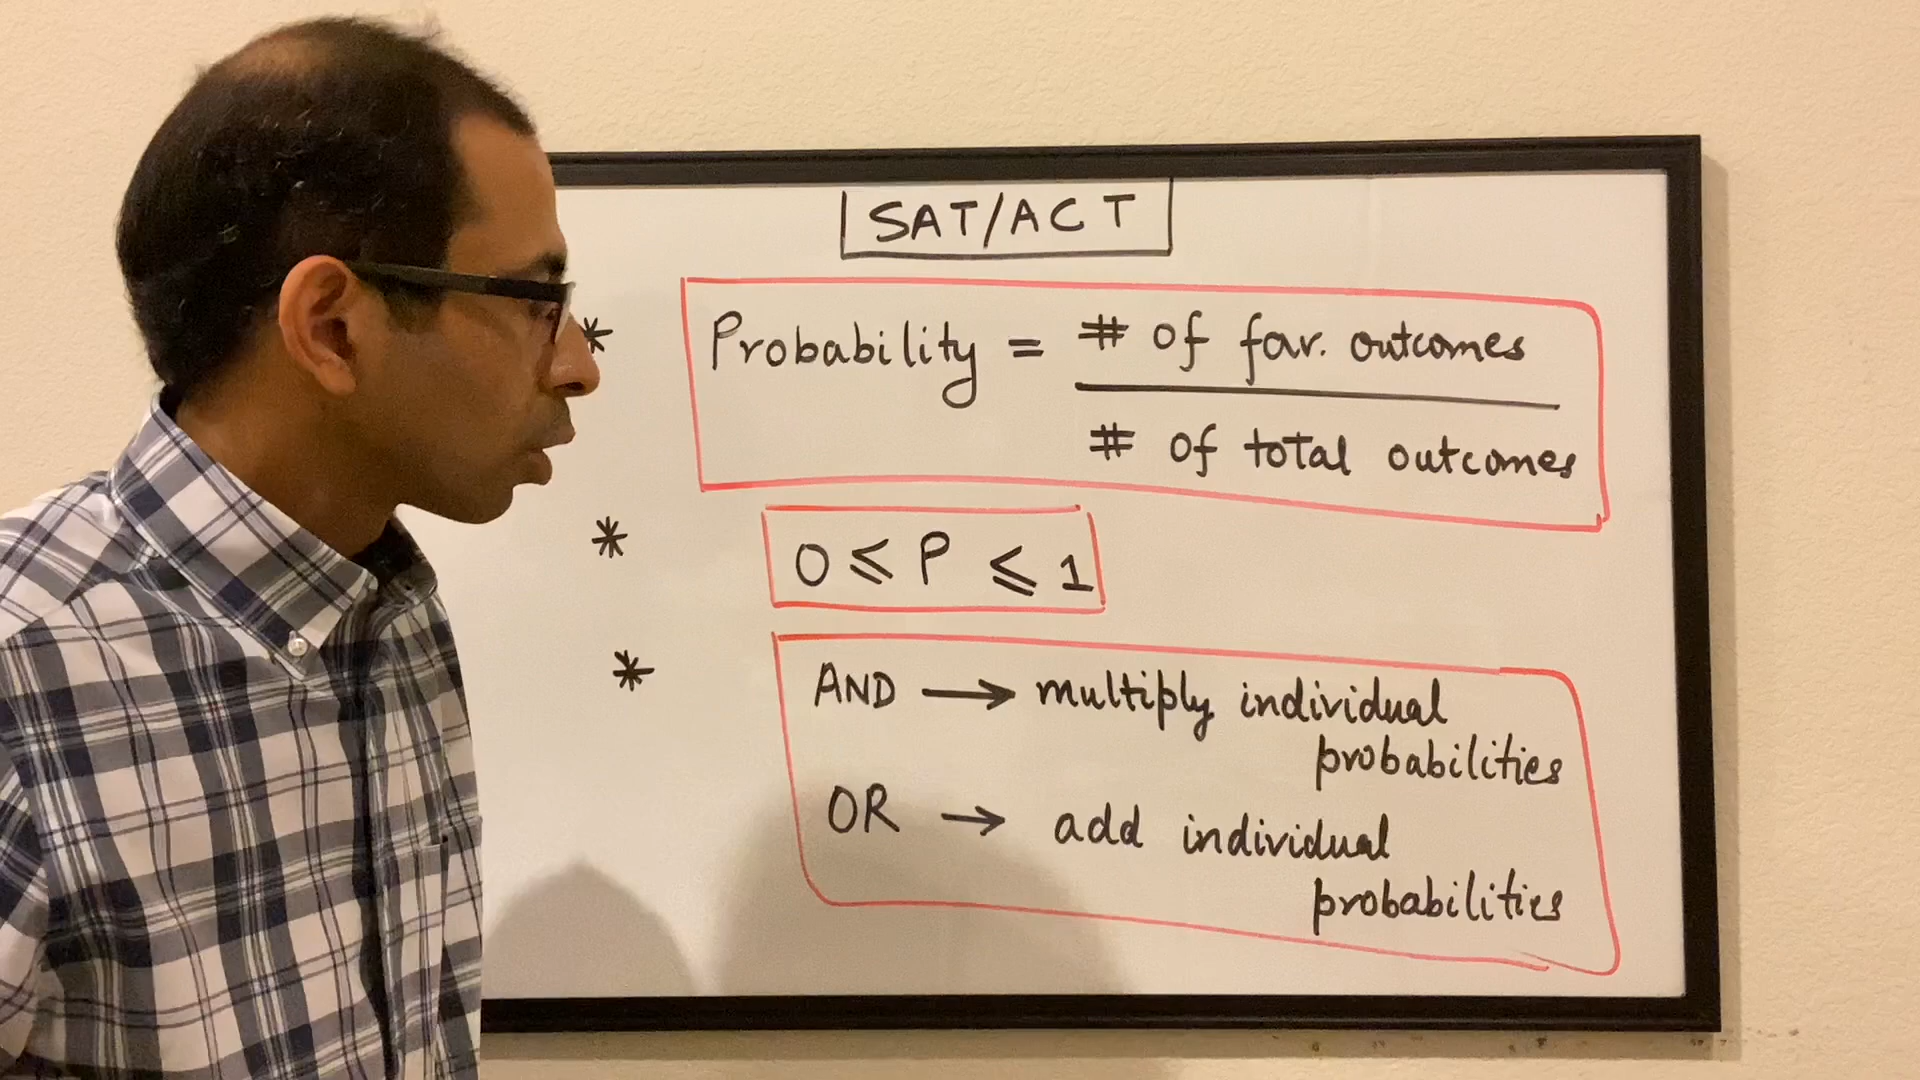 SAT/ACT
* Probability = # of fav. outcomes
# of total outcomes
* 0 ⩽ P ⩽ 1
* AND → multiply individual
probabilities
OR → add individual
probabilities